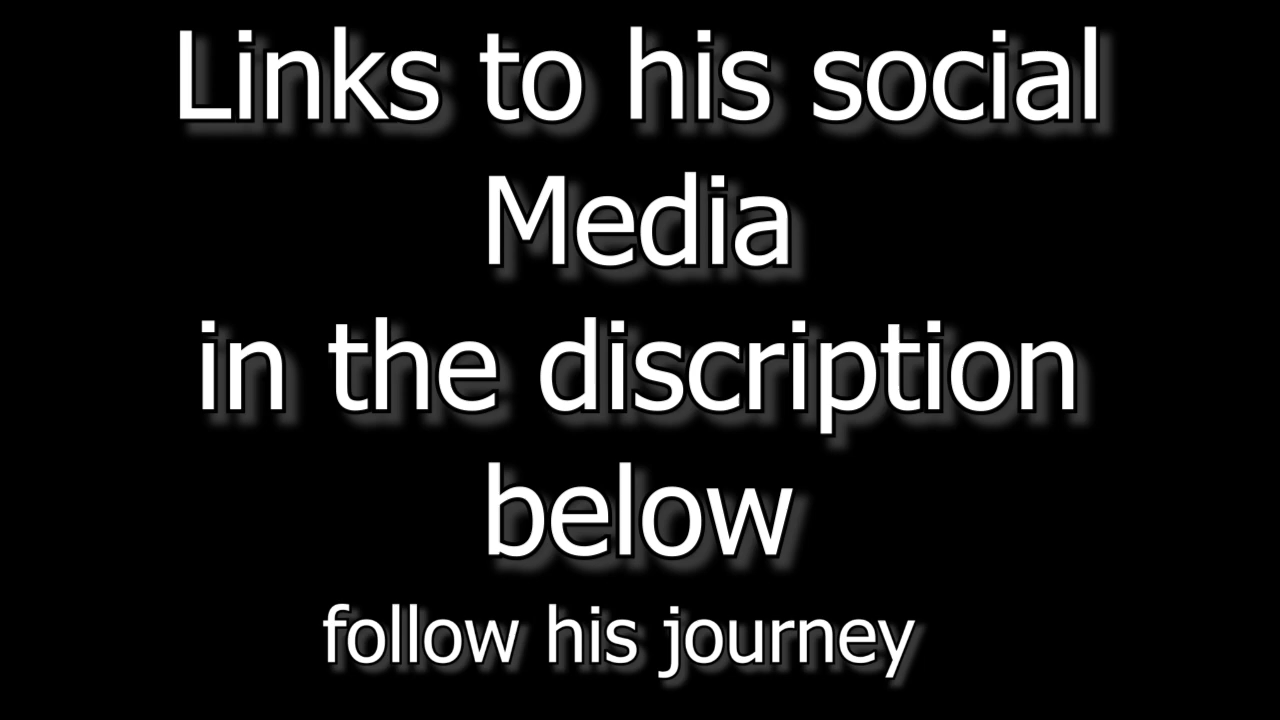 Links to his social
Media
in the discription
below
follow his journey